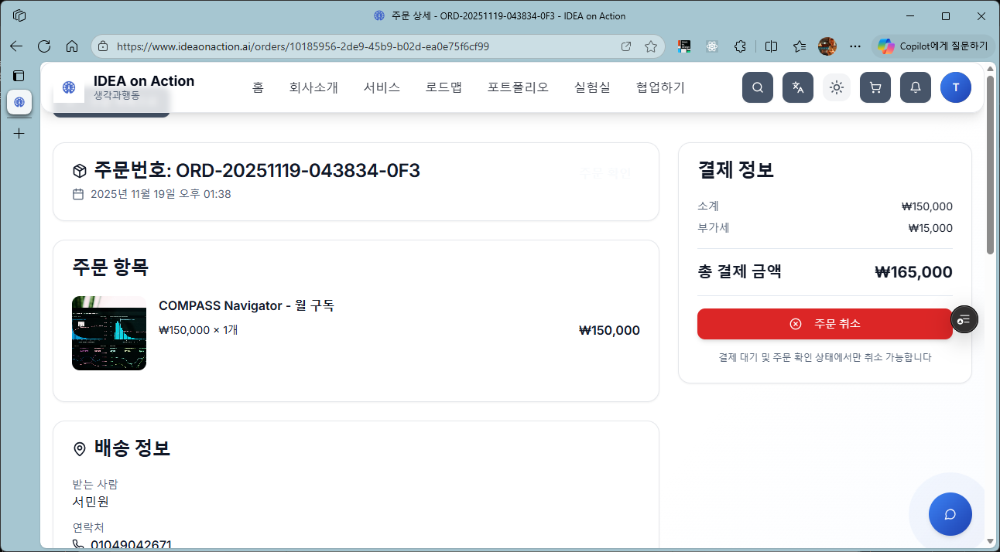 주문 상세 - ORD-20251119-043834-0F3 - IDEA on Action
https://www.ideaonaction.ai/orders/10185956-2de9-45b9-b02d-ea0e75f6cf99
Copilot에게 질문하기
IDEA on Action
생각과행동
홈 회사소개 서비스 로드맵 포트폴리오 실험실 협업하기
T
주문번호: ORD-20251119-043834-0F3
주문 확인
2025년 11월 19일 오후 01:38
주문 항목
COMPASS Navigator - 월 구독
₩150,000 × 1개
₩150,000
배송 정보
받는 사람
서민원
연락처
01049042671
결제 정보
소계 ₩150,000
부가세 ₩15,000
총 결제 금액 ₩165,000
주문 취소
결제 대기 및 주문 확인 상태에서만 취소 가능합니다